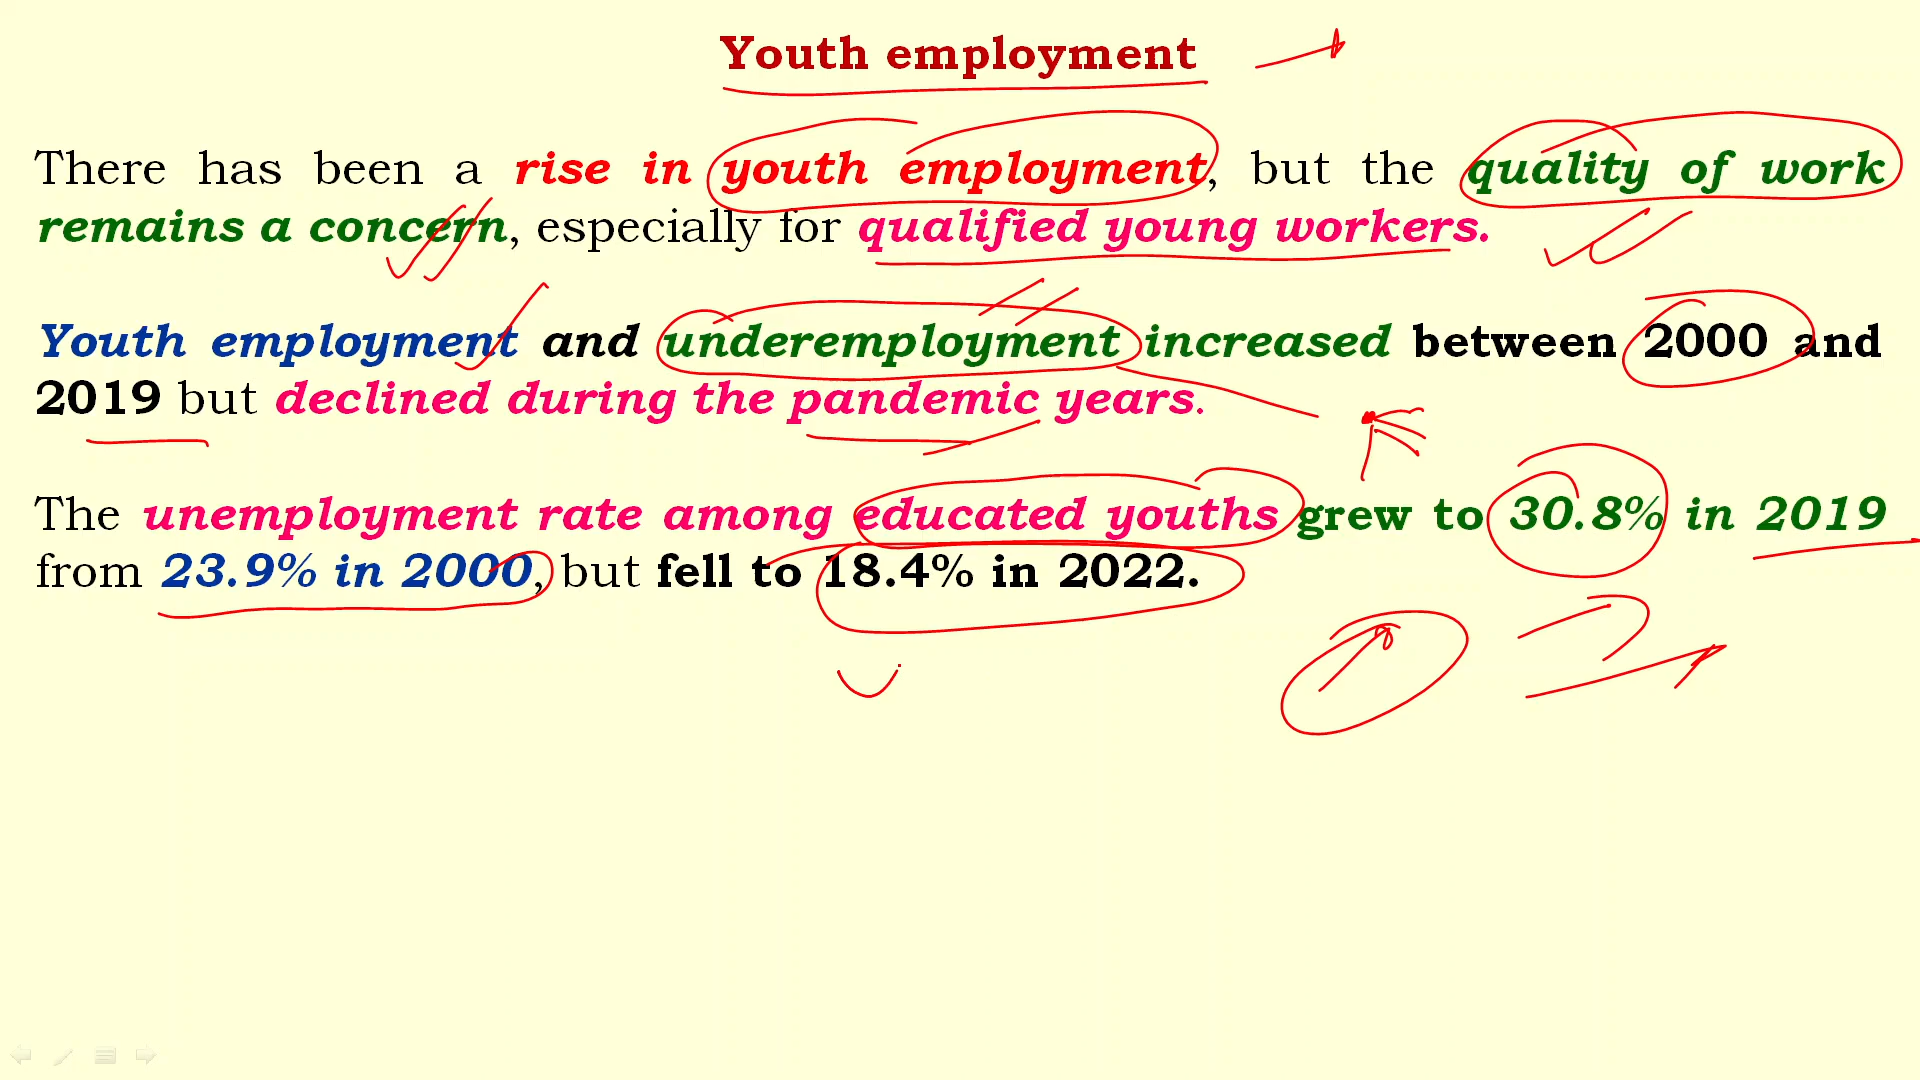 Youth employment
There has been a rise in youth employment, but the quality of work
remains a concern, especially for qualified young workers.
Youth employment and underemployment increased between 2000 and
2019 but declined during the pandemic years.
The unemployment rate among educated youths grew to 30.8% in 2019
from 23.9% in 2000, but fell to 18.4% in 2022.